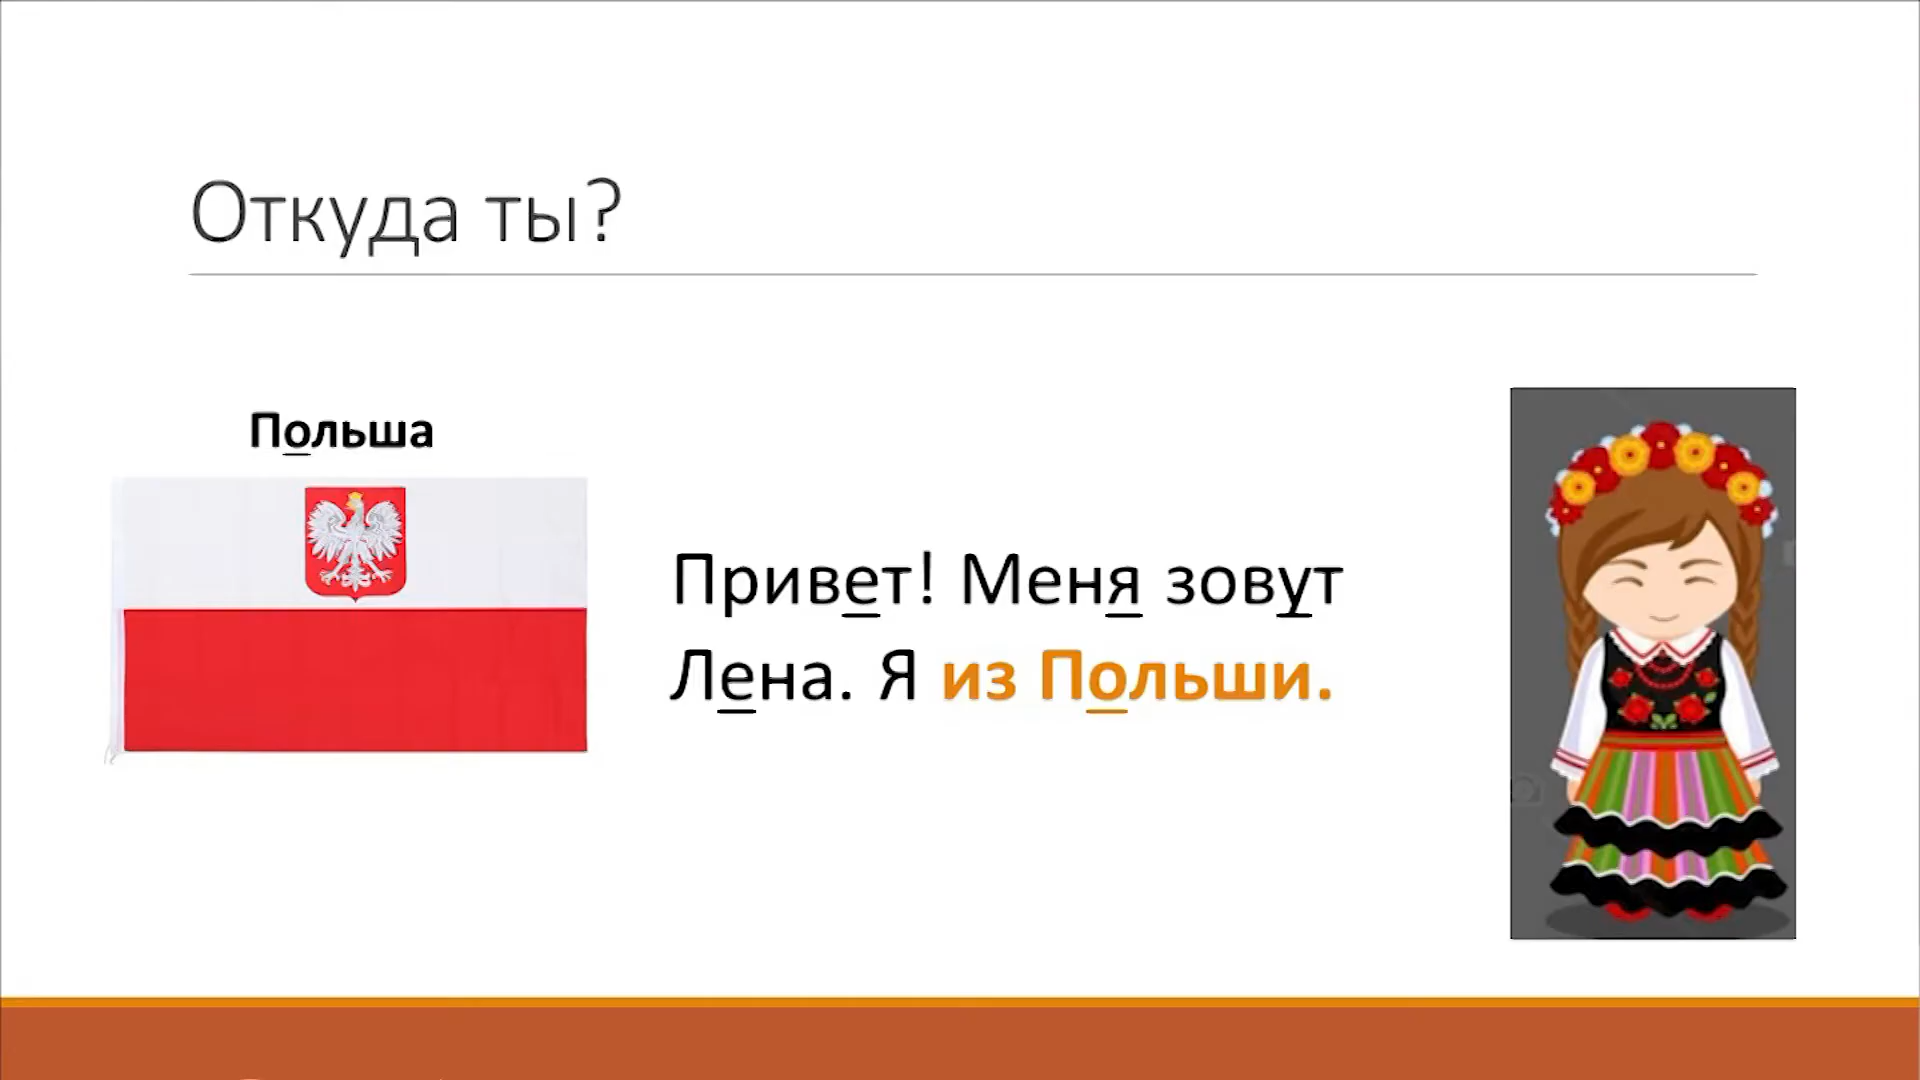 Откуда ты?
Польша
Привет! Меня зовут
Лена. Я из Польши.